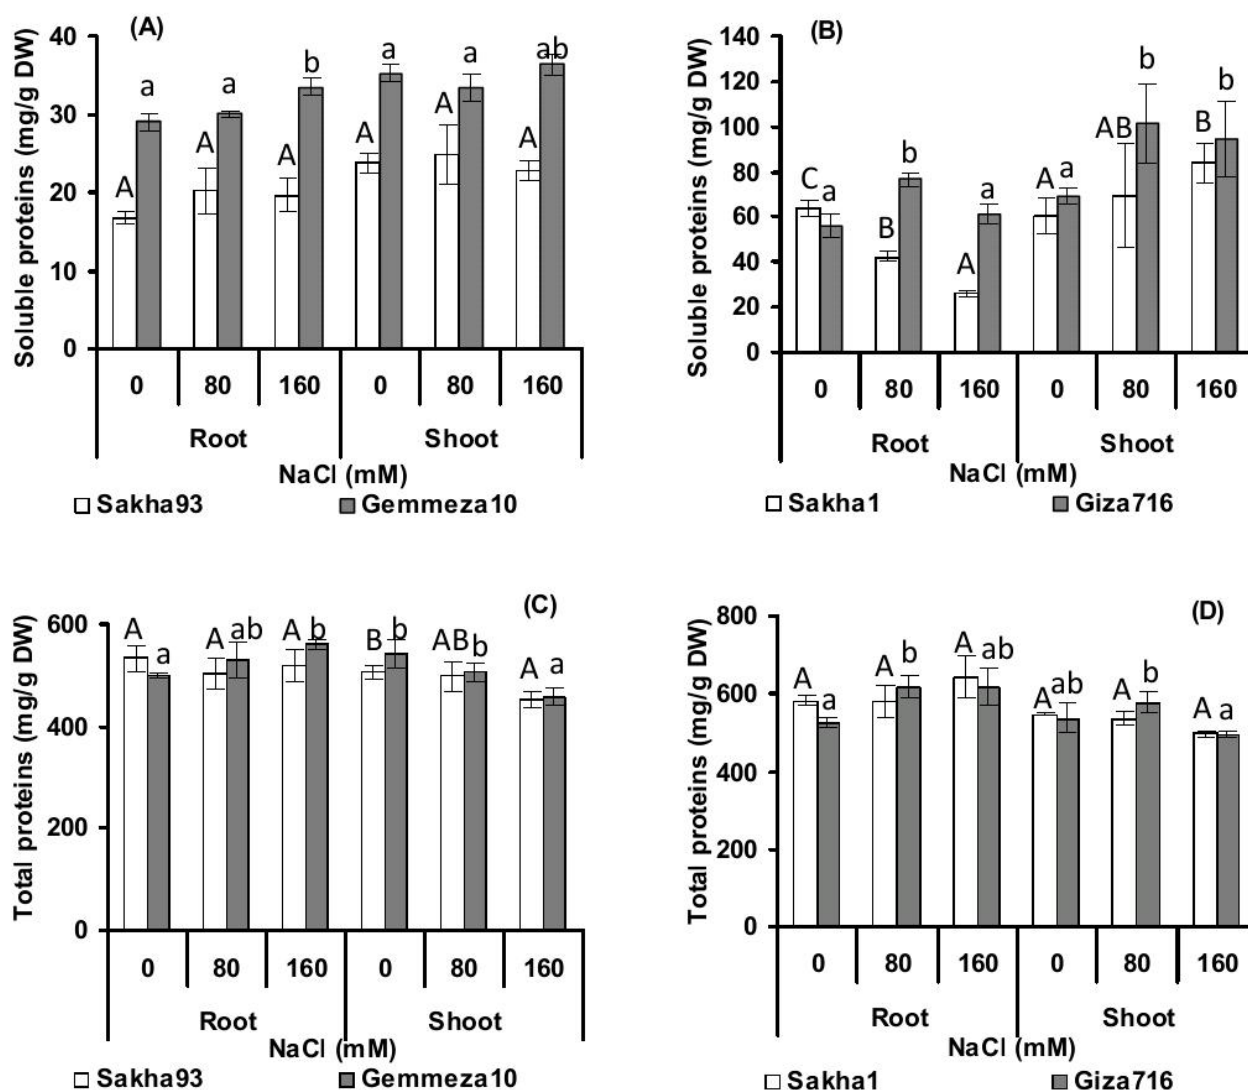 (A)
Soluble proteins (mg/g DW)
40
30
20
10
0
A a A a A b A a A a A ab
0 80 160 0 80 160
Root Shoot
NaCl (mM)
Sakha93 Gemmeza10
(B)
Soluble proteins (mg/g DW)
140
120
100
80
60
40
20
0
C a B b A a A a AB b B b
0 80 160 0 80 160
Root Shoot
NaCl (mM)
Sakha1 Giza716
(C)
Total proteins (mg/g DW)
600
400
200
0
A a A ab A b B b AB b A a
0 80 160 0 80 160
Root Shoot
NaCl (mM)
Sakha93 Gemmeza10
(D)
Total proteins (mg/g DW)
800
600
400
200
0
A a A b A ab A ab A b A a
0 80 160 0 80 160
Root Shoot
NaCl (mM)
Sakha1 Giza716